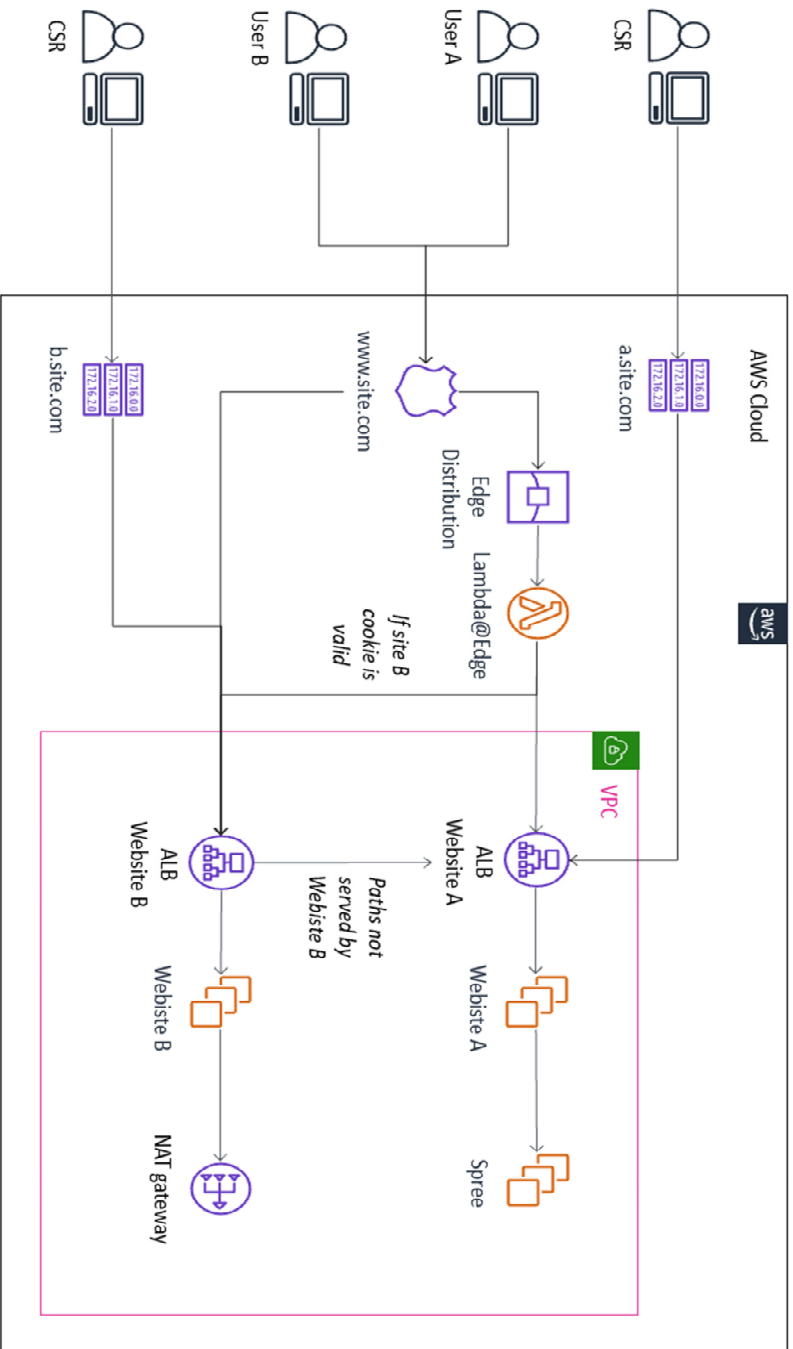 AWS Cloud
aws
CSR
a.site.com
172.16.0.0
172.16.1.0
172.16.2.0
VPC
User A
Edge
Distribution
Lambda@Edge
ALB
Website A
Webiste A
Spree
User B
www.site.com
If site B
cookie is
valid
Paths not
served by
Webiste B
ALB
Website B
Webiste B
NAT gateway
CSR
b.site.com
172.16.0.0
172.16.1.0
172.16.2.0